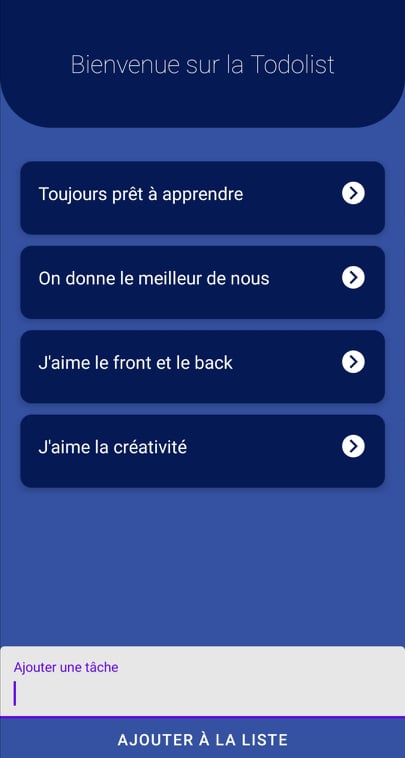 Bienvenue sur la Todolist
Toujours prêt à apprendre
On donne le meilleur de nous
J'aime le front et le back
J'aime la créativité
Ajouter une tâche
AJOUTER À LA LISTE